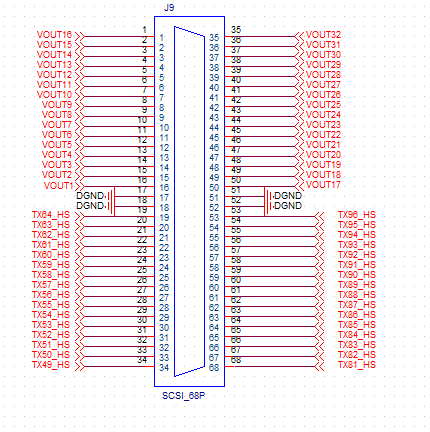 J9
VOUT16 1 1 35 35 VOUT32
VOUT15 2 2 36 36 VOUT31
VOUT14 3 3 37 37 VOUT30
VOUT13 4 4 38 38 VOUT29
VOUT12 5 5 39 39 VOUT28
VOUT11 6 6 40 40 VOUT27
VOUT10 7 7 41 41 VOUT26
VOUT9 8 8 42 42 VOUT25
VOUT8 9 9 43 43 VOUT24
VOUT7 10 10 44 44 VOUT23
VOUT6 11 11 45 45 VOUT22
VOUT5 12 12 46 46 VOUT21
VOUT4 13 13 47 47 VOUT20
VOUT3 14 14 48 48 VOUT19
VOUT2 15 15 49 49 VOUT18
VOUT1 16 16 50 50 VOUT17
DGND 17 17 51 51 DGND
DGND 18 18 52 52 DGND
TX64_HS 19 19 53 53 TX96_HS
TX63_HS 20 20 54 54 TX95_HS
TX62_HS 21 21 55 55 TX94_HS
TX61_HS 22 22 56 56 TX93_HS
TX60_HS 23 23 57 57 TX92_HS
TX59_HS 24 24 58 58 TX91_HS
TX58_HS 25 25 59 59 TX90_HS
TX57_HS 26 26 60 60 TX89_HS
TX56_HS 27 27 61 61 TX88_HS
TX55_HS 28 28 62 62 TX87_HS
TX54_HS 29 29 63 63 TX86_HS
TX53_HS 30 30 64 64 TX85_HS
TX52_HS 31 31 65 65 TX84_HS
TX51_HS 32 32 66 66 TX83_HS
TX50_HS 33 33 67 67 TX82_HS
TX49_HS 34 34 68 68 TX81_HS
SCSI_68P